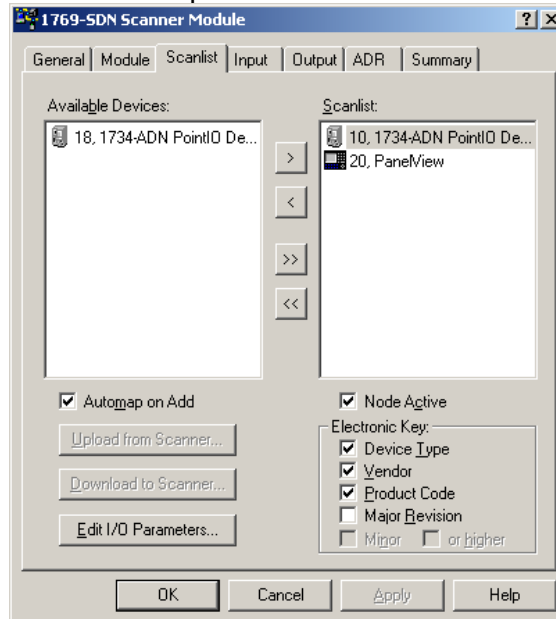 1769-SDN Scanner Module
General Module Scanlist Input Output ADR Summary
Available Devices:
18, 1734-ADN PointIO De...
>
<
>>
<<
Scanlist:
10, 1734-ADN PointIO De...
20, PanelView
Automap on Add
Upload from Scanner...
Download to Scanner...
Edit I/O Parameters...
Node Active
Electronic Key:
Device Type
Vendor
Product Code
Major Revision
Minor or higher
OK Cancel Apply Help